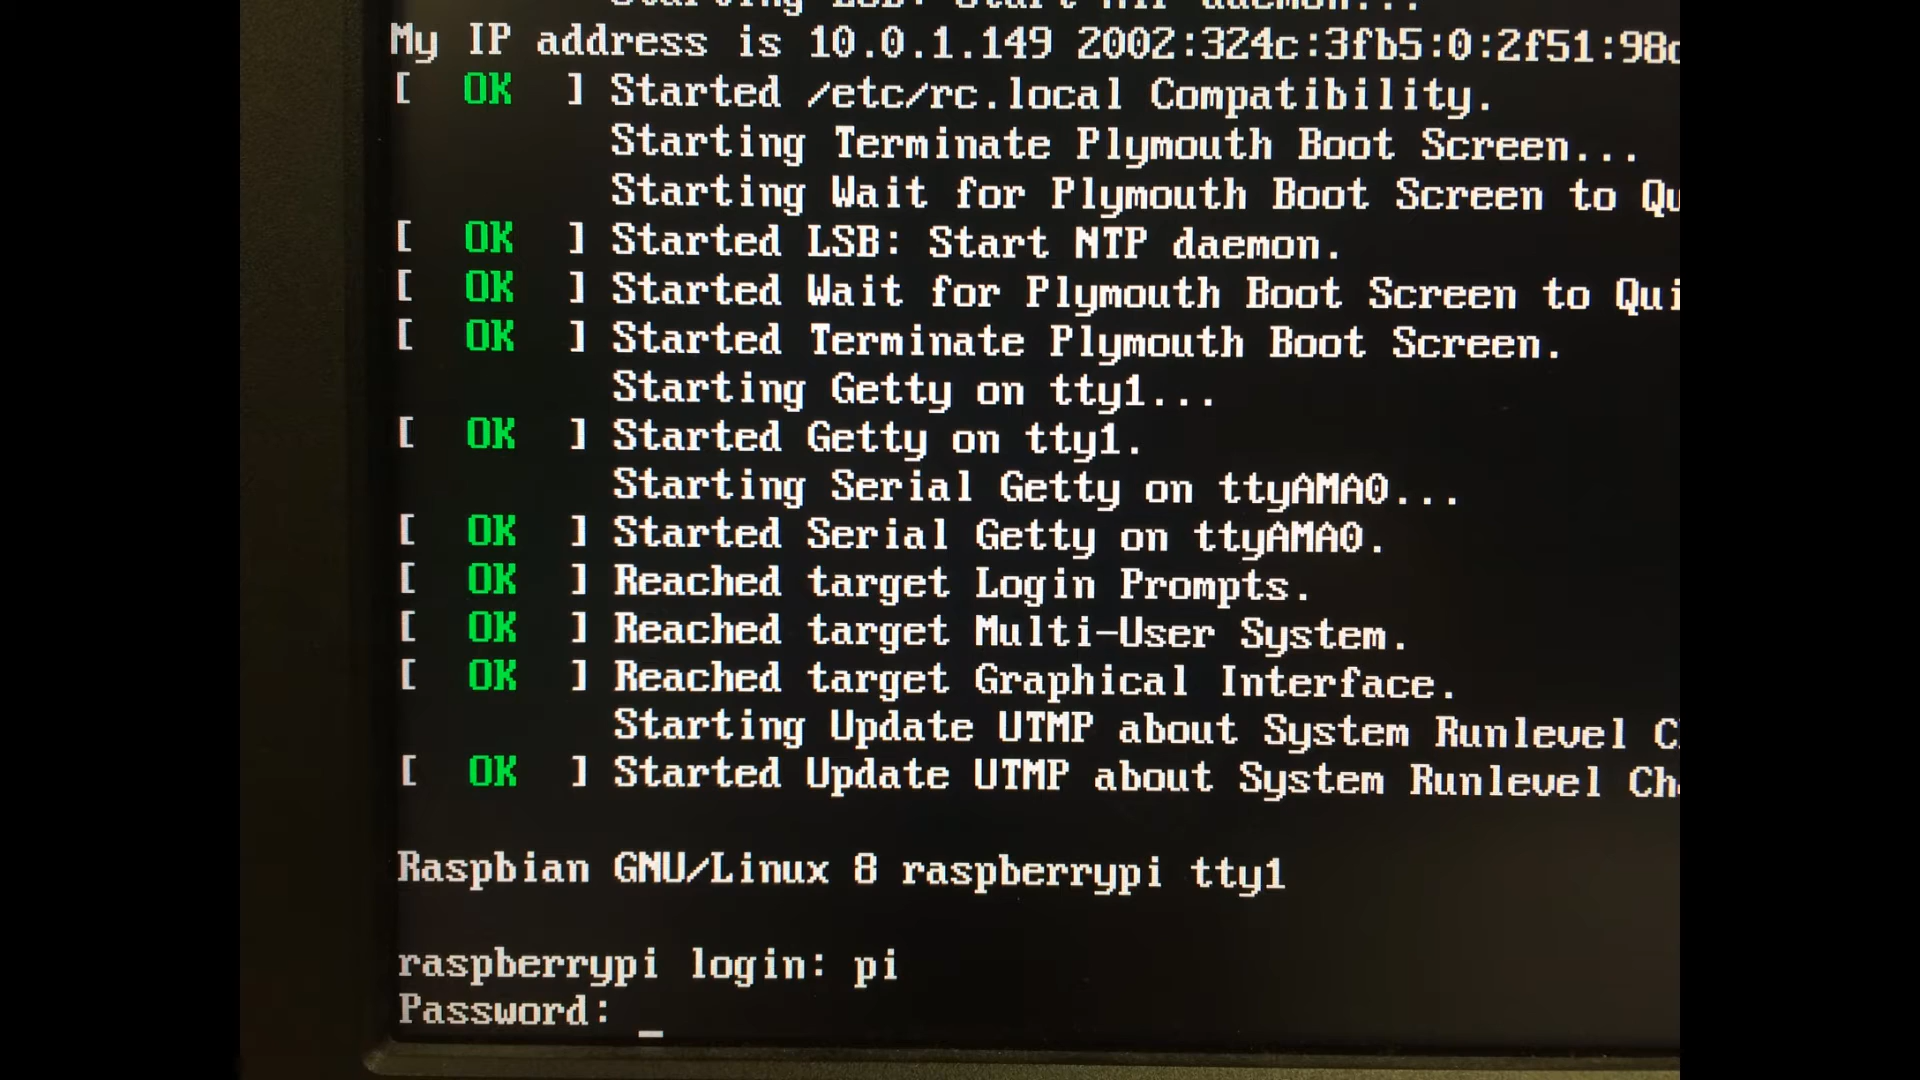 Starting LSB: Start NTP daemon...
My IP address is 10.0.1.149 2002:324c:3fb5:0:2f51:98
[ OK ] Started /etc/rc.local Compatibility.
Starting Terminate Plymouth Boot Screen...
Starting Wait for Plymouth Boot Screen to Qu
[ OK ] Started LSB: Start NTP daemon.
[ OK ] Started Wait for Plymouth Boot Screen to Qui
[ OK ] Started Terminate Plymouth Boot Screen.
Starting Getty on tty1...
[ OK ] Started Getty on tty1.
Starting Serial Getty on ttyAMA0...
[ OK ] Started Serial Getty on ttyAMA0.
[ OK ] Reached target Login Prompts.
[ OK ] Reached target Multi-User System.
[ OK ] Reached target Graphical Interface.
Starting Update UTMP about System Runlevel C
[ OK ] Started Update UTMP about System Runlevel Ch

Raspbian GNU/Linux 8 raspberrypi tty1

raspberrypi login: pi
Password: _